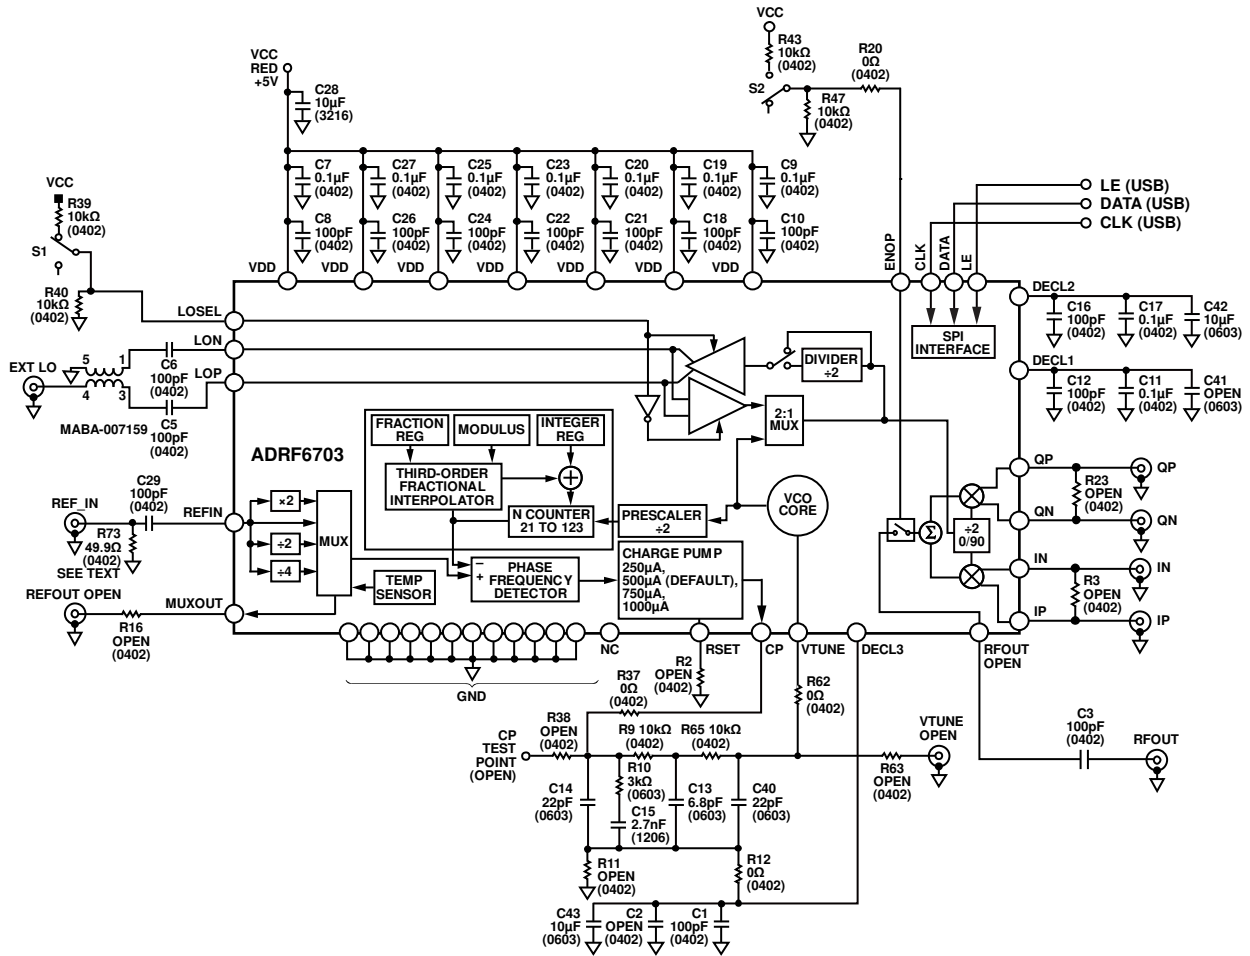 VCC
RED
+5V
C28
10µF
(3216)
VCC
R43
10kΩ
(0402)
S2
R47
10kΩ
(0402)
R20
0Ω
(0402)
C7
0.1µF
(0402)
C27
0.1µF
(0402)
C25
0.1µF
(0402)
C23
0.1µF
(0402)
C20
0.1µF
(0402)
C19
0.1µF
(0402)
C9
0.1µF
(0402)
C8
100pF
(0402)
C26
100pF
(0402)
C24
100pF
(0402)
C22
100pF
(0402)
C21
100pF
(0402)
C18
100pF
(0402)
C10
100pF
(0402)
VDD
VDD
VDD
VDD
VDD
VDD
VDD
ENOP
CLK
DATA
LE
LE (USB)
DATA (USB)
CLK (USB)
VCC
R39
10kΩ
(0402)
S1
R40
10kΩ
(0402)
LOSEL
LON
LOP
EXT LO
5
1
4
3
C6
100pF
(0402)
C5
100pF
(0402)
MABA-007159
DECL2
C16
100pF
(0402)
C17
0.1µF
(0402)
C42
10µF
(0603)
DECL1
C12
100pF
(0402)
C11
0.1µF
(0402)
C41
OPEN
(0603)
SPI
INTERFACE
DIVIDER
÷2
2:1
MUX
ADRF6703
FRACTION
REG
MODULUS
INTEGER
REG
THIRD-ORDER
FRACTIONAL
INTERPOLATOR
+
N COUNTER
21 TO 123
PRESCALER
÷2
VCO
CORE
C29
100pF
(0402)
REF_IN
REFIN
R73
49.9Ω
(0402)
SEE TEXT
×2
÷2
÷4
MUX
TEMP
SENSOR
−
+
PHASE
FREQUENCY
DETECTOR
CHARGE PUMP
250µA,
500µA (DEFAULT),
750µA,
1000µA
Σ
÷2
0/90
QP
QN
IN
IP
R23
OPEN
(0402)
R3
OPEN
(0402)
QP
QN
IN
IP
REFOUT OPEN
MUXOUT
R16
OPEN
(0402)
GND
NC
RSET
CP
VTUNE
DECL3
RFOUT
OPEN
R2
OPEN
(0402)
R37
0Ω
(0402)
R62
0Ω
(0402)
CP
TEST
POINT
(OPEN)
R38
OPEN
(0402)
R9 10kΩ
(0402)
R65 10kΩ
(0402)
R10
3kΩ
(0603)
C14
22pF
(0603)
C15
2.7nF
(1206)
C13
6.8pF
(0603)
C40
22pF
(0603)
R63
OPEN
(0402)
VTUNE
OPEN
C3
100pF
(0402)
RFOUT
R11
OPEN
(0402)
R12
0Ω
(0402)
C43
10µF
(0603)
C2
OPEN
(0402)
C1
100pF
(0402)